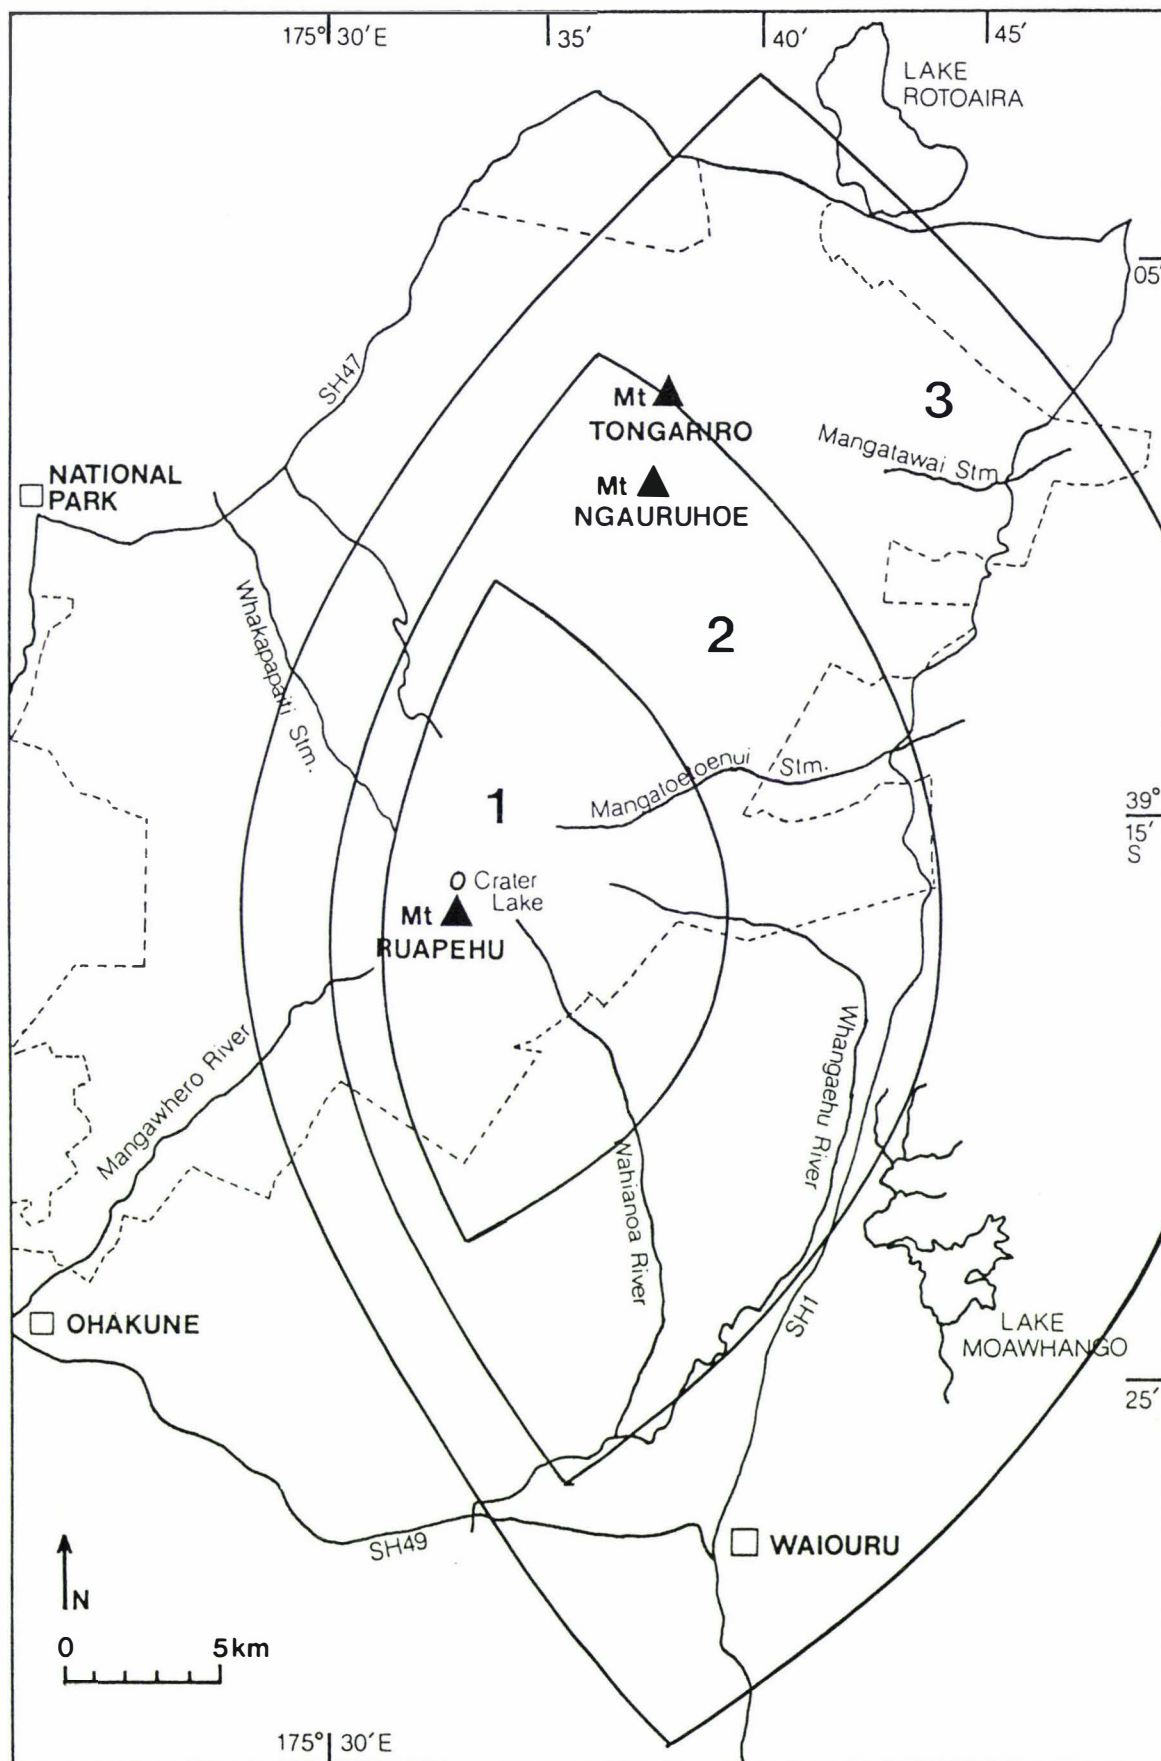 175° 30′ E
35′
40′
45′
LAKE
ROTOAIRA
05′
SH47
3
Mt
TONGARIRO
Mangatawai Stm.
NATIONAL
PARK
Mt
NGAURUHOE
2
Whakapapaiti Stm.
Mangatoetoenui Stm.
1
39°
15′
S
Crater
Lake
Mt
RUAPEHU
Mangawhero River
Whangaehu River
Wahianoa River
OHAKUNE
SH1
LAKE
MOAWHANGO
25′
SH49
WAIOURU
N
0 5km
175° 30′ E